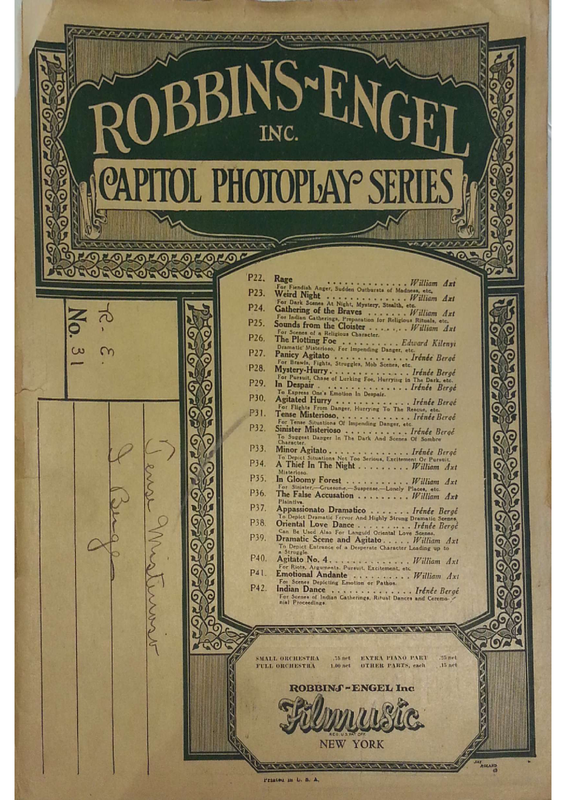 ROBBINS~ENGEL
INC.
CAPITOL PHOTOPLAY SERIES
P22. Rage . . . . . . . . . . . William Axt
For Fiendish Anger, Sudden Outbursts of Madness, etc.
P23. Weird Night . . . . . . . . . . . William Axt
For Dark Scenes At Night, Mystery, Stealth, etc.
P24. Gathering of the Braves . . . . . . William Axt
For Indian Gatherings, Preparation for Religious Rituals, etc.
P25. Sounds from the Cloister . . . . . . William Axt
For Scenes of a Religious Character.
P26. The Plotting Foe . . . . . . . . Edward Kilenyi
Dramatic Misterioso, For Impending Danger, etc.
P27. Panicy Agitato . . . . . . . . . . Irénée Bergé
For Brawls, Fights, Struggles, Mob Scenes, etc.
P28. Mystery-Hurry . . . . . . . . . . Irénée Bergé
For Pursuit, Chase of Lurking Foe, Hurrying In The Dark, etc.
P29. In Despair . . . . . . . . . . Irénée Bergé
To Express One's Emotion In Despair.
P30. Agitated Hurry . . . . . . . . . . Irénée Bergé
For Flights From Danger, Hurrying To The Rescue, etc.
P31. Tense Misterioso . . . . . . . . . . Irénée Bergé
For Tense Situations Of Impending Danger, etc.
P32. Sinister Misterioso . . . . . . . . Irénée Bergé
To Suggest Danger In The Dark And Scenes Of Sombre
Character.
P33. Minor Agitato . . . . . . . . . . Irénée Bergé
To Depict Situations Not Too Serious, Excitement Or Pursuit.
P34. A Thief In The Night . . . . . . . . William Axt
Misterioso.
P35. In Gloomy Forest . . . . . . . . William Axt
For Sinister,—Gruesome,—Suspense—Lonely Places, etc.
P36. The False Accusation . . . . . . . . William Axt
Plaintive.
P37. Appassionato Dramatico . . . . . . Irénée Bergé
To Depict Dramatic Fervor And Highly Strung Dramatic Scenes.
P38. Oriental Love Dance . . . . . . . . Irénée Bergé
Can Be Used Also For Languid Oriental Love Scenes.
P39. Dramatic Scene and Agitato . . . . . . William Axt
To Depict Entrance of a Desperate Character Leading up to
a Struggle.
P40. Agitato No. 4 . . . . . . . . . . William Axt
For Riots, Arguments, Pursuit, Excitement, etc.
P41. Emotional Andante . . . . . . . . William Axt
For Scenes Depicting Emotion or Pathos.
P42. Indian Dance . . . . . . . . . . Irénée Bergé
For Scenes of Indian Gatherings, Ritual Dances and Ceremo-
nial Proceedings.
R. E.
No. 31
Tense Misterioso
I Berge
SMALL ORCHESTRA .75 net EXTRA PIANO PART .25 net
FULL ORCHESTRA 1.00 net OTHER PARTS, each .15 net
ROBBINS-ENGEL Inc
Filmusic
REG. U.S. PAT. OFF.
NEW YORK
Printed in U. S. A.